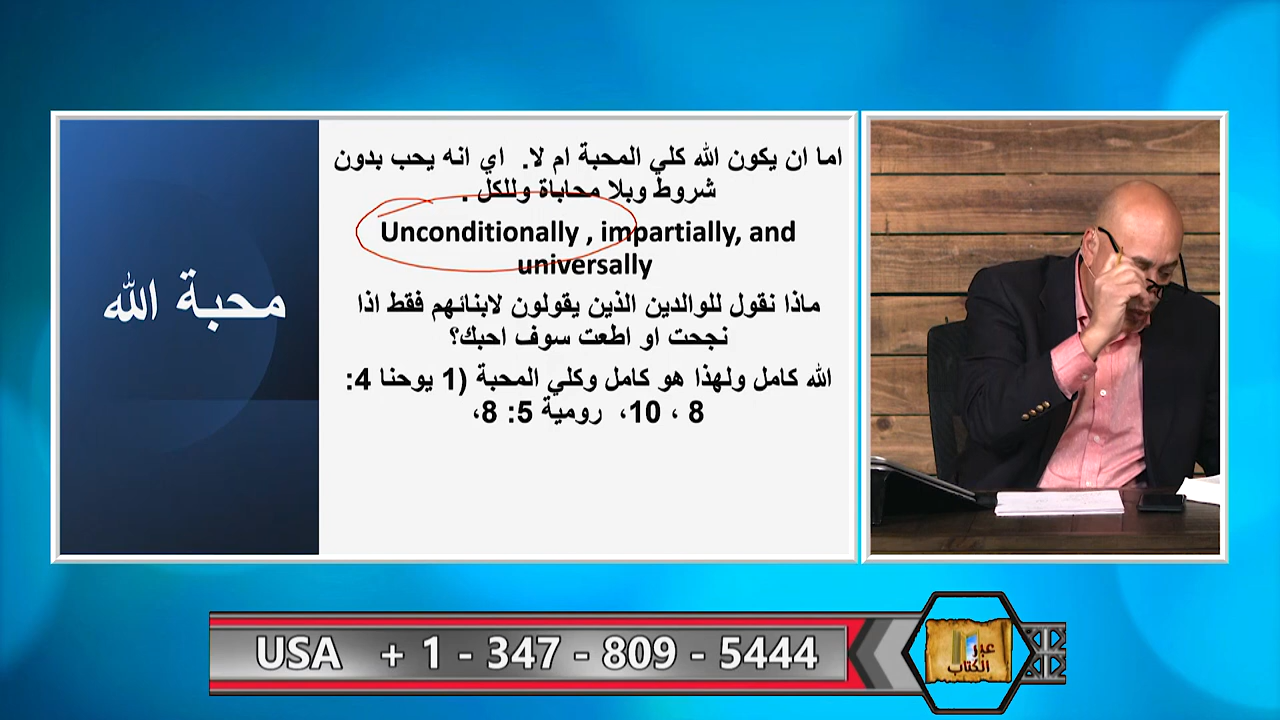 محبة الله
اما ان يكون الله كلي المحبة ام لا. اي انه يحب بدون
شروط وبلا محاباة وللكل .
Unconditionally , impartially, and
universally
ماذا نقول للوالدين الذين يقولون لابنائهم فقط اذا
نجحت او اطعت سوف احبك؟
الله كامل ولهذا هو كامل وكلي المحبة (1 يوحنا 4:
8 ، 10، رومية 5: 8،
USA + 1 - 347 - 809 - 5444
عبر
الكتاب